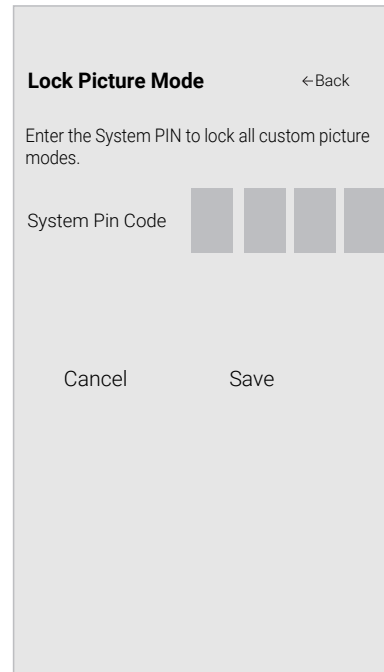 Lock Picture Mode ←Back
Enter the System PIN to lock all custom picture
modes.
System Pin Code
Cancel Save